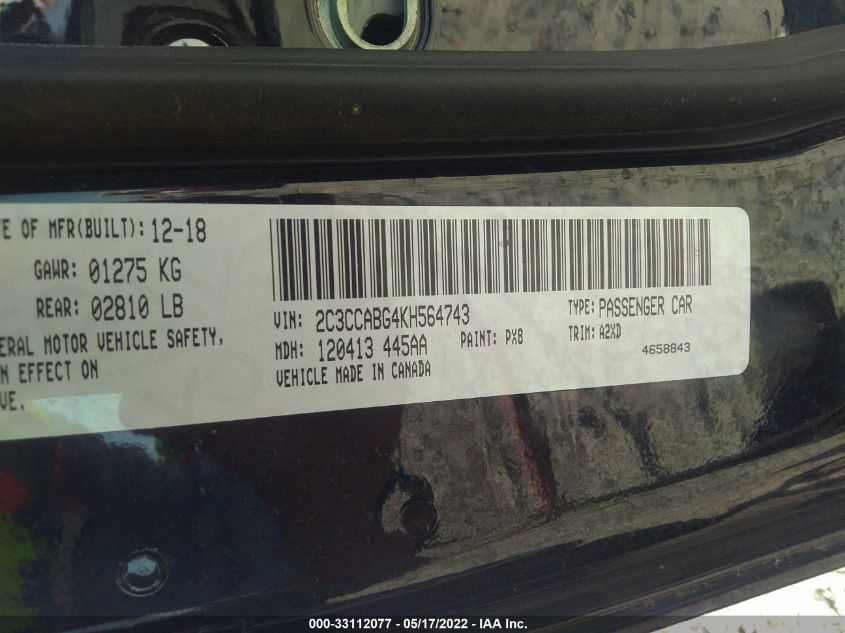 TE OF MFR(BUILT): 12-18
GAWR: 01275 KG
REAR: 02810 LB
ERAL MOTOR VEHICLE SAFETY,
N EFFECT ON
VE.
VIN: 2C3CCABG4KH564743
TYPE: PASSENGER CAR
MDH: 120413 445AA
PAINT: PX8
TRIM: A2XD
VEHICLE MADE IN CANADA
4658843
000-33112077 - 05/17/2022 - IAA Inc.